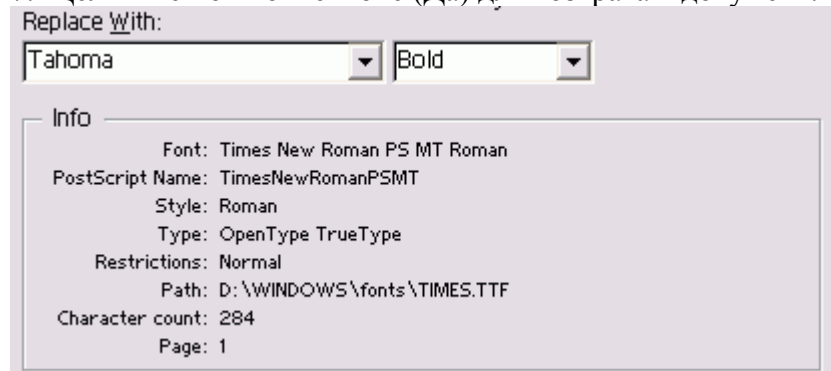 Replace With:
Tahoma Bold
Info
Font: Times New Roman PS MT Roman
PostScript Name: TimesNewRomanPSMT
Style: Roman
Type: OpenType TrueType
Restrictions: Normal
Path: D:\WINDOWS\fonts\TIMES.TTF
Character count: 284
Page: 1